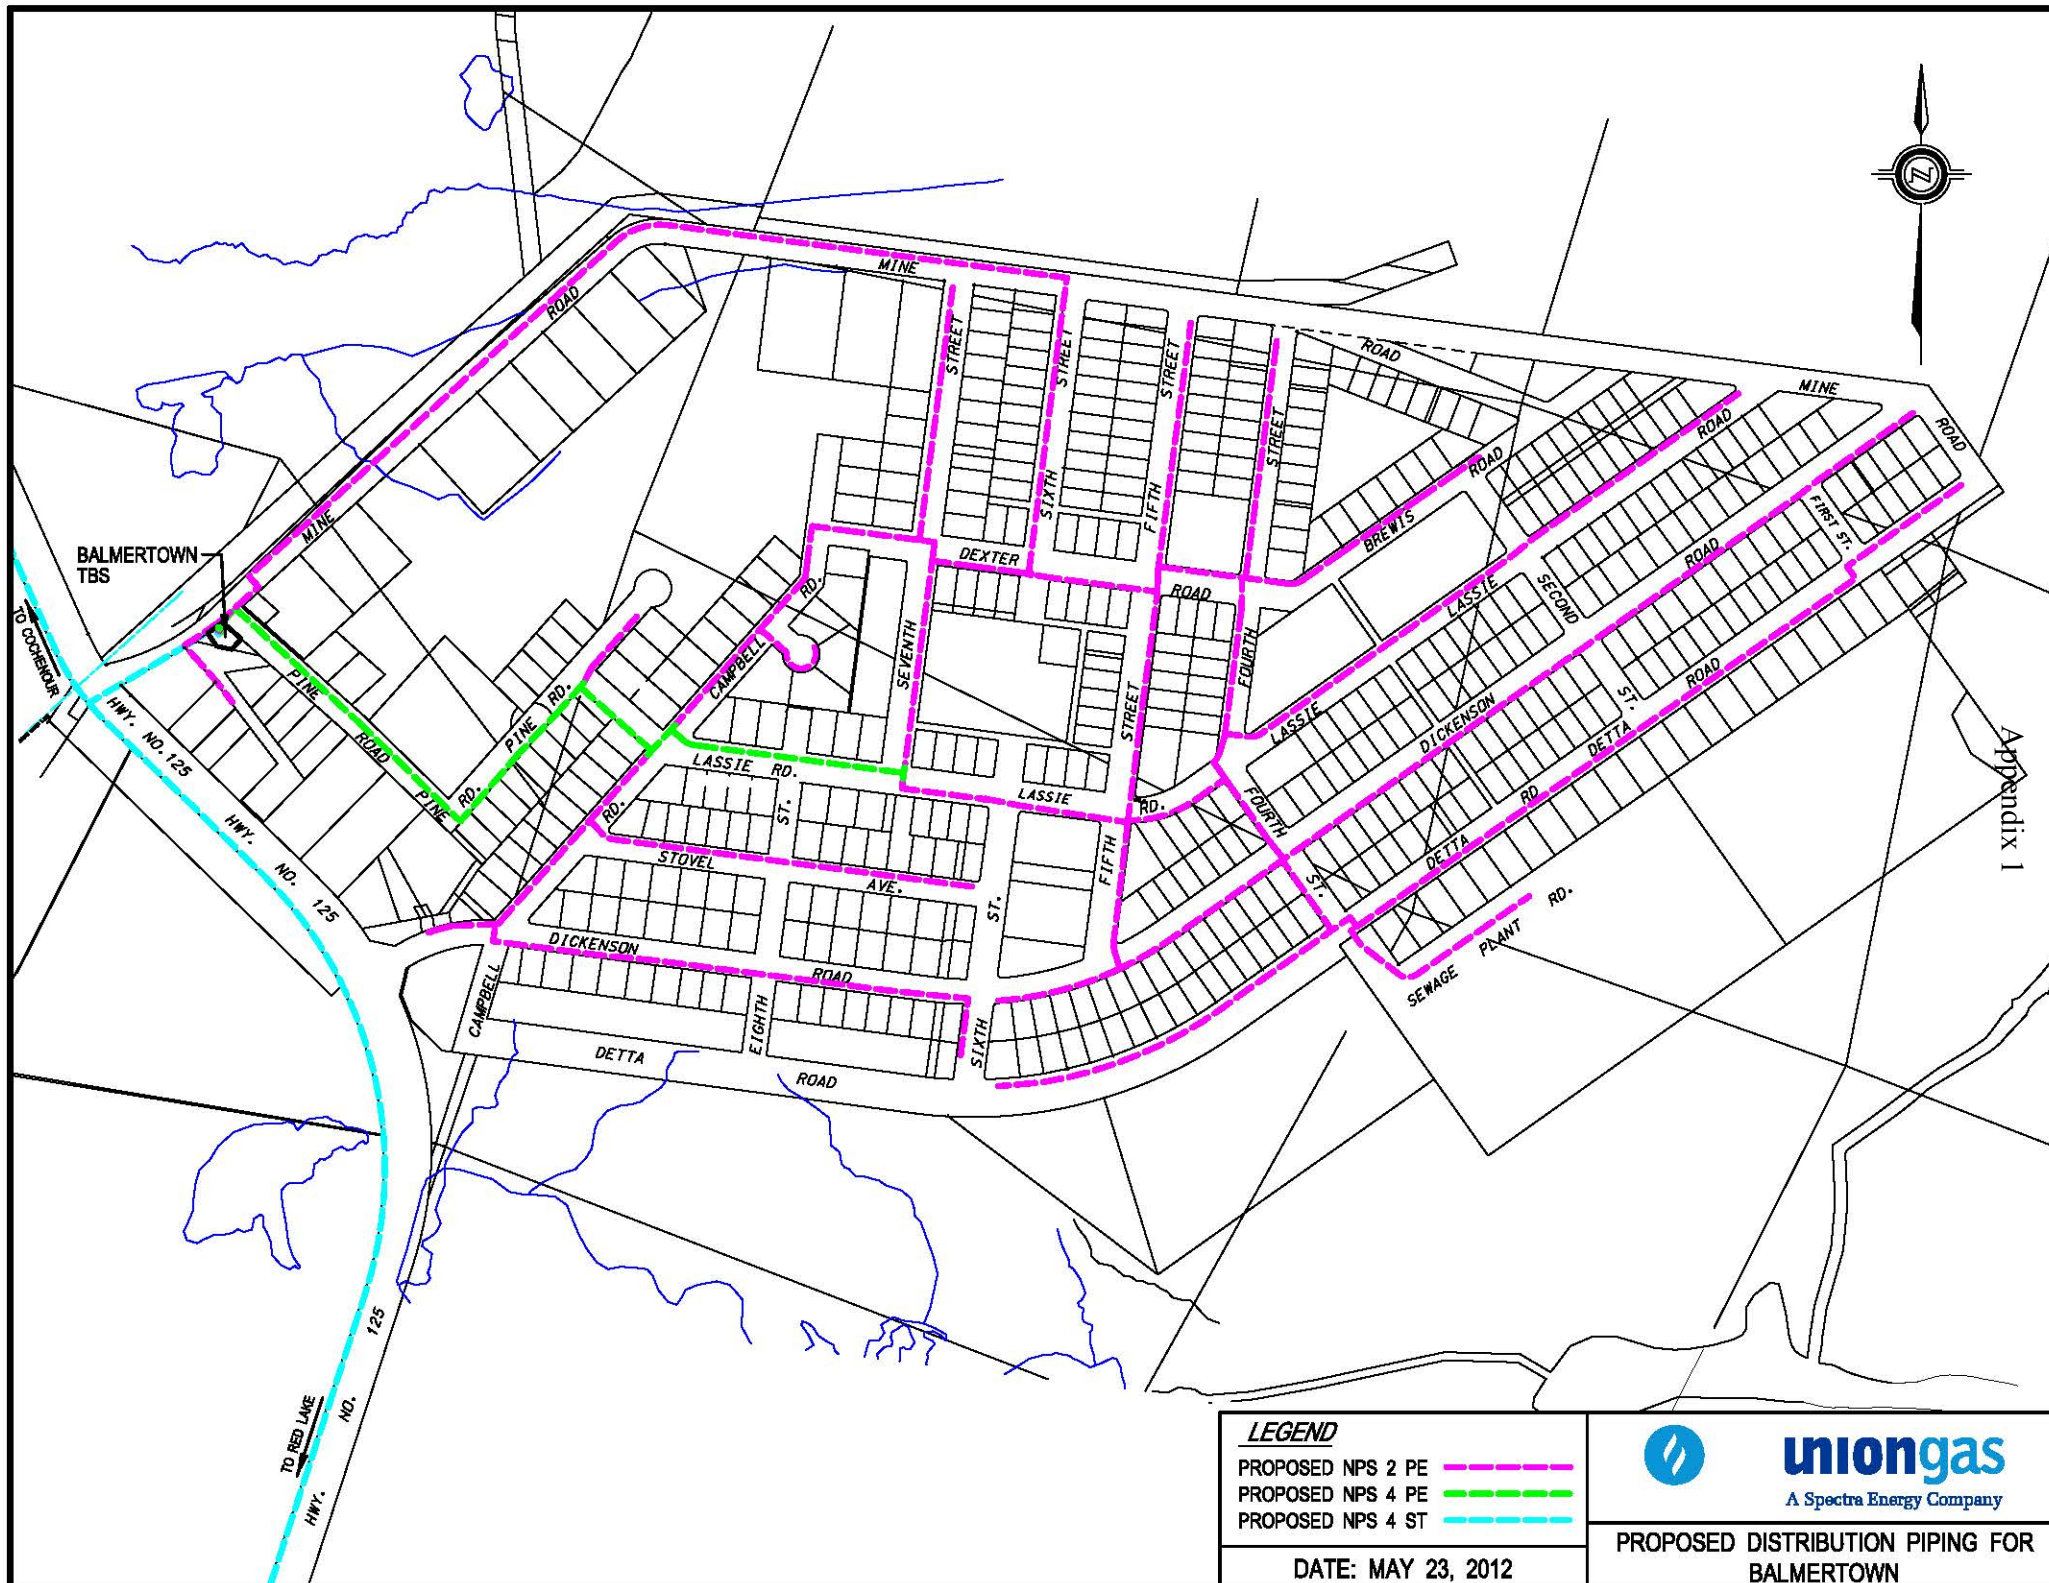 MINE
ROAD
MINE
BALMERTOWN
TBS
TO COCHENOUR
STREET
STREET
STREET
STREET
SIXTH
FIFTH
ROAD
MINE
ROAD
ROAD
ROAD
BREWIS
DEXTER
ROAD
FIRST ST.
ROAD
LASSIE
SECOND
ST.
RD.
CAMPBELL
SEVENTH
FOURTH
STREET
PINE
ROAD
PINE
RD.
PINE
RD.
HWY.
NO. 125
HWY.
NO.
125
LASSIE RD.
LASSIE
RD.
LASSIE
DICKENSON
ROAD
DETTA
RD
DETTA
FOURTH
ST.
RD.
ST.
STOVEL
AVE.
FIFTH
ST.
SEWAGE PLANT RD.
DICKENSON
ROAD
CAMPBELL
EIGHTH
SIXTH
DETTA
ROAD
Appendix 1
125
NO.
HWY.
TO RED LAKE
N
LEGEND
PROPOSED NPS 2 PE
PROPOSED NPS 4 PE
PROPOSED NPS 4 ST
DATE: MAY 23, 2012
uniongas
A Spectra Energy Company
PROPOSED DISTRIBUTION PIPING FOR
BALMERTOWN